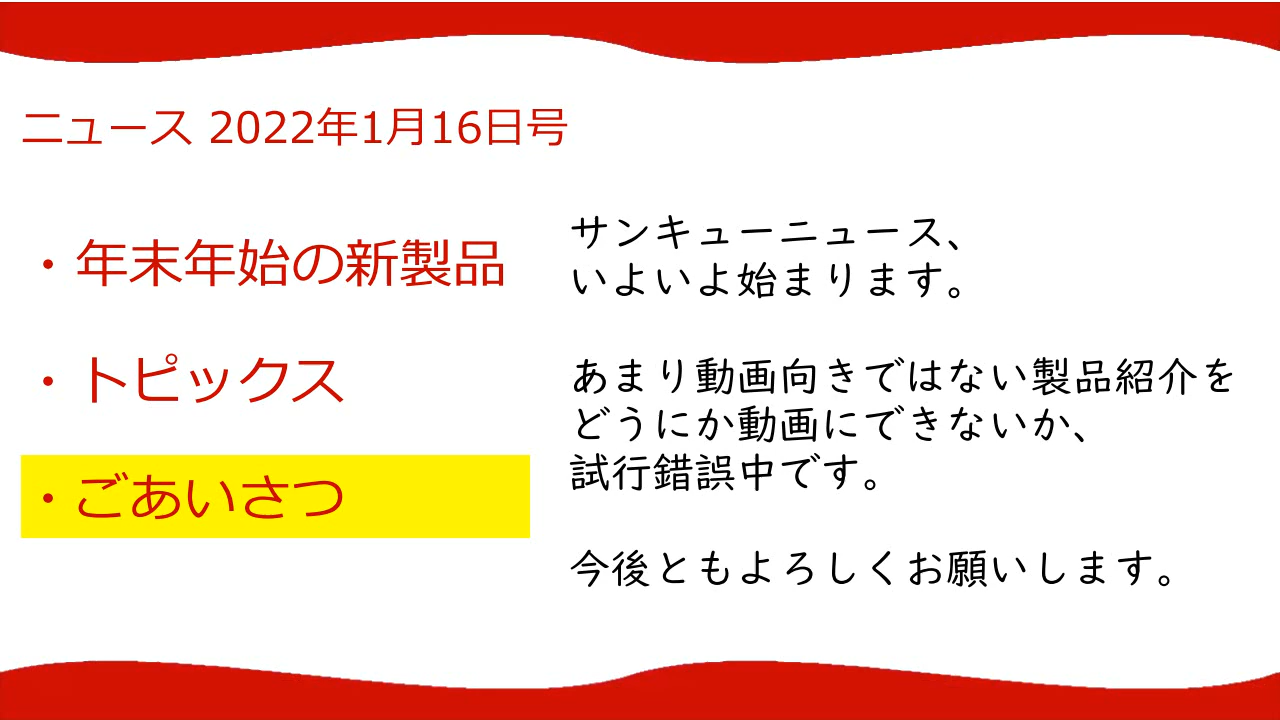 ニュース 2022年1月16日号
・年末年始の新製品
・トピックス
・ごあいさつ
サンキューニュース、
いよいよ始まります。
あまり動画向きではない製品紹介を
どうにか動画にできないか、
試行錯誤中です。
今後ともよろしくお願いします。